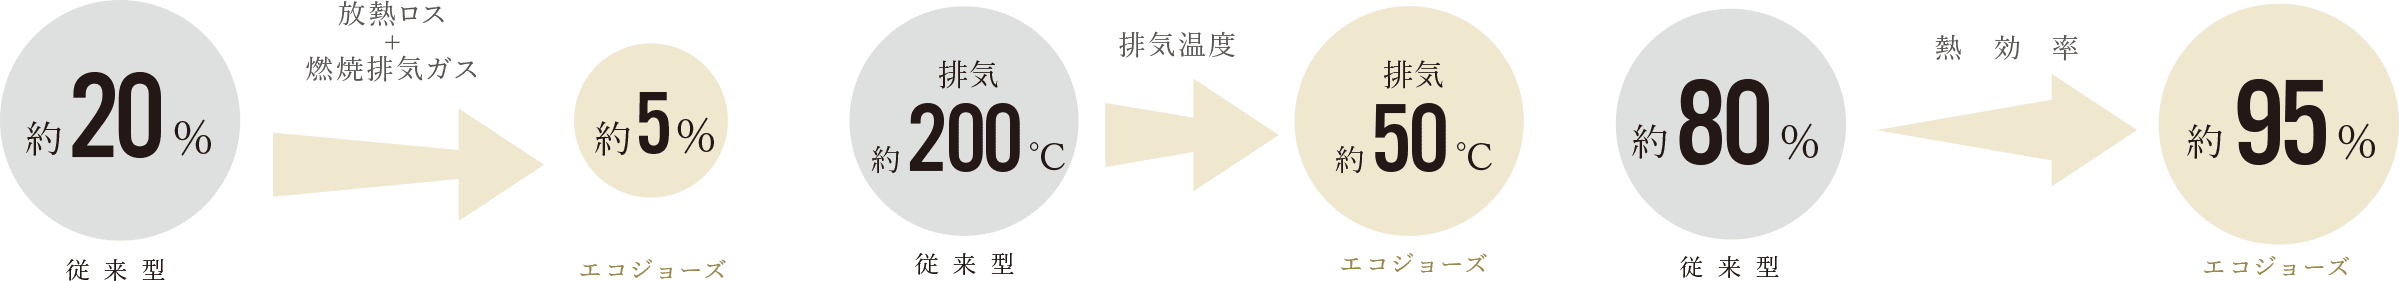 約20%
従来型
放熱ロス
+
燃焼排気ガス
約5%
エコジョーズ
排気
約200℃
従来型
排気温度
排気
約50℃
エコジョーズ
約80%
従来型
熱効率
約95%
エコジョーズ